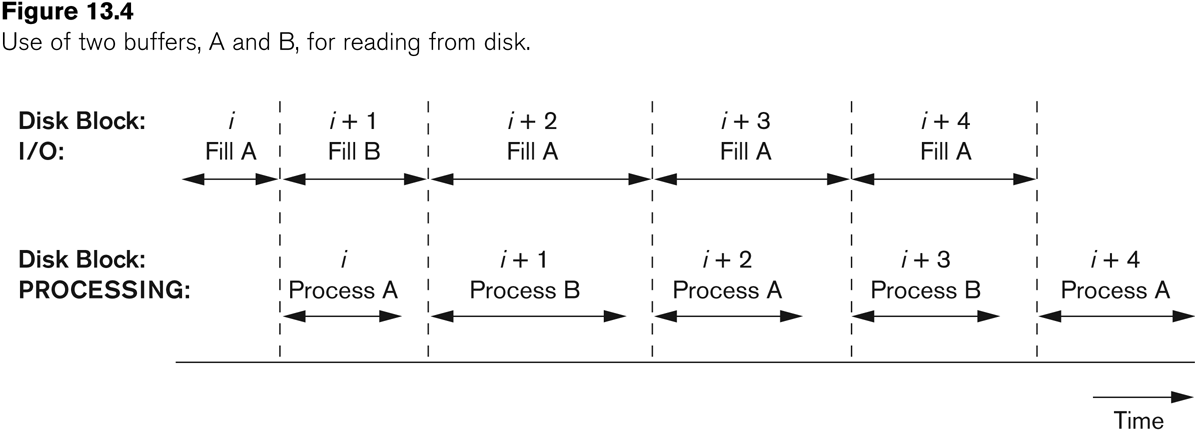 Figure 13.4
Use of two buffers, A and B, for reading from disk.
Disk Block: i i + 1 i + 2 i + 3 i + 4
I/O: Fill A Fill B Fill A Fill A Fill A
Disk Block: i i + 1 i + 2 i + 3 i + 4
PROCESSING: Process A Process B Process A Process B Process A
Time